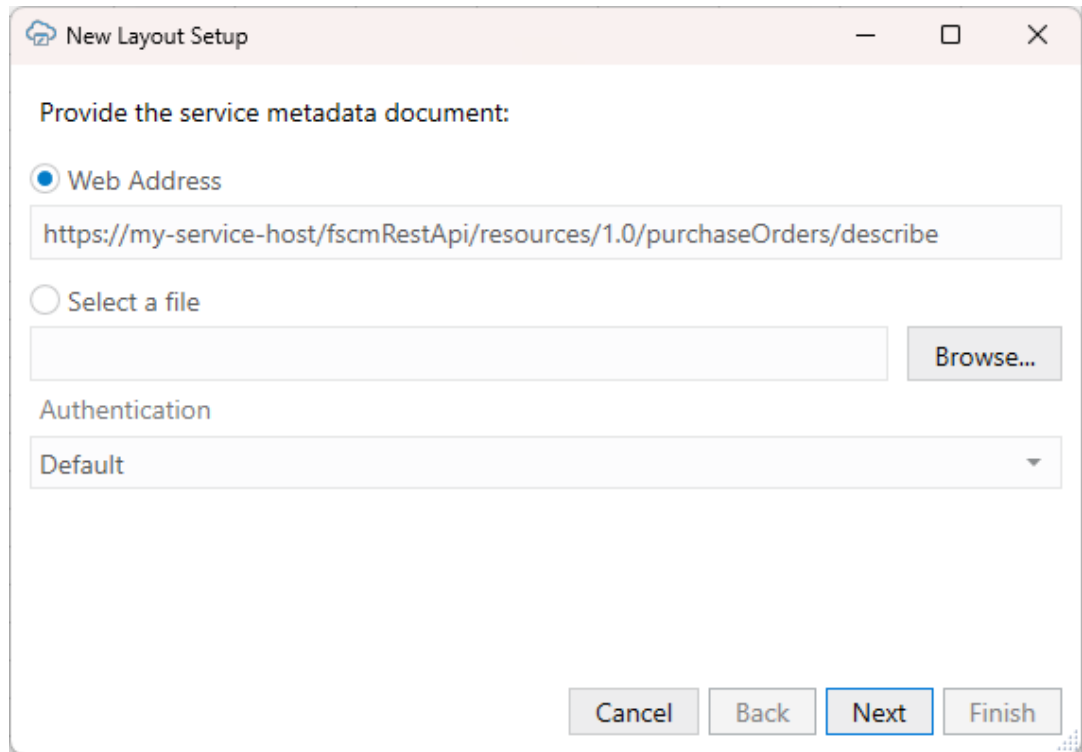 New Layout Setup
Provide the service metadata document:
Web Address
https://my-service-host/fscmRestApi/resources/1.0/purchaseOrders/describe
Select a file
Browse...
Authentication
Default
Cancel Back Next Finish